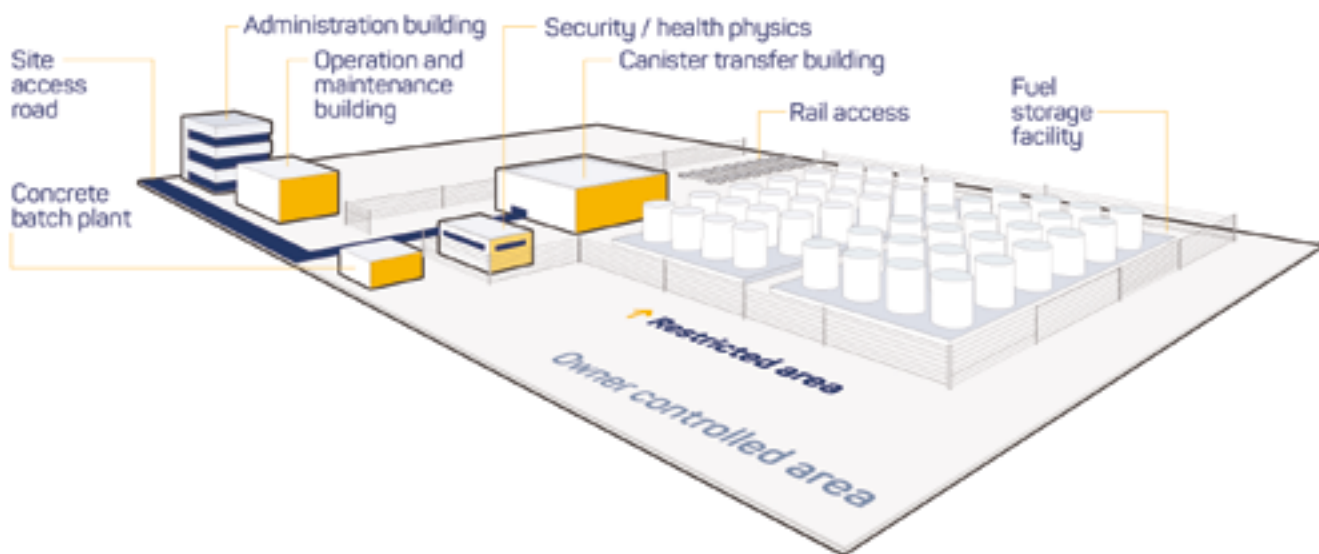 Administration building
Security / health physics
Site
access
road
Operation and
maintenance
building
Canister transfer building
Fuel
storage
facility
Rail access
Concrete
batch plant
Restricted area
Owner controlled area